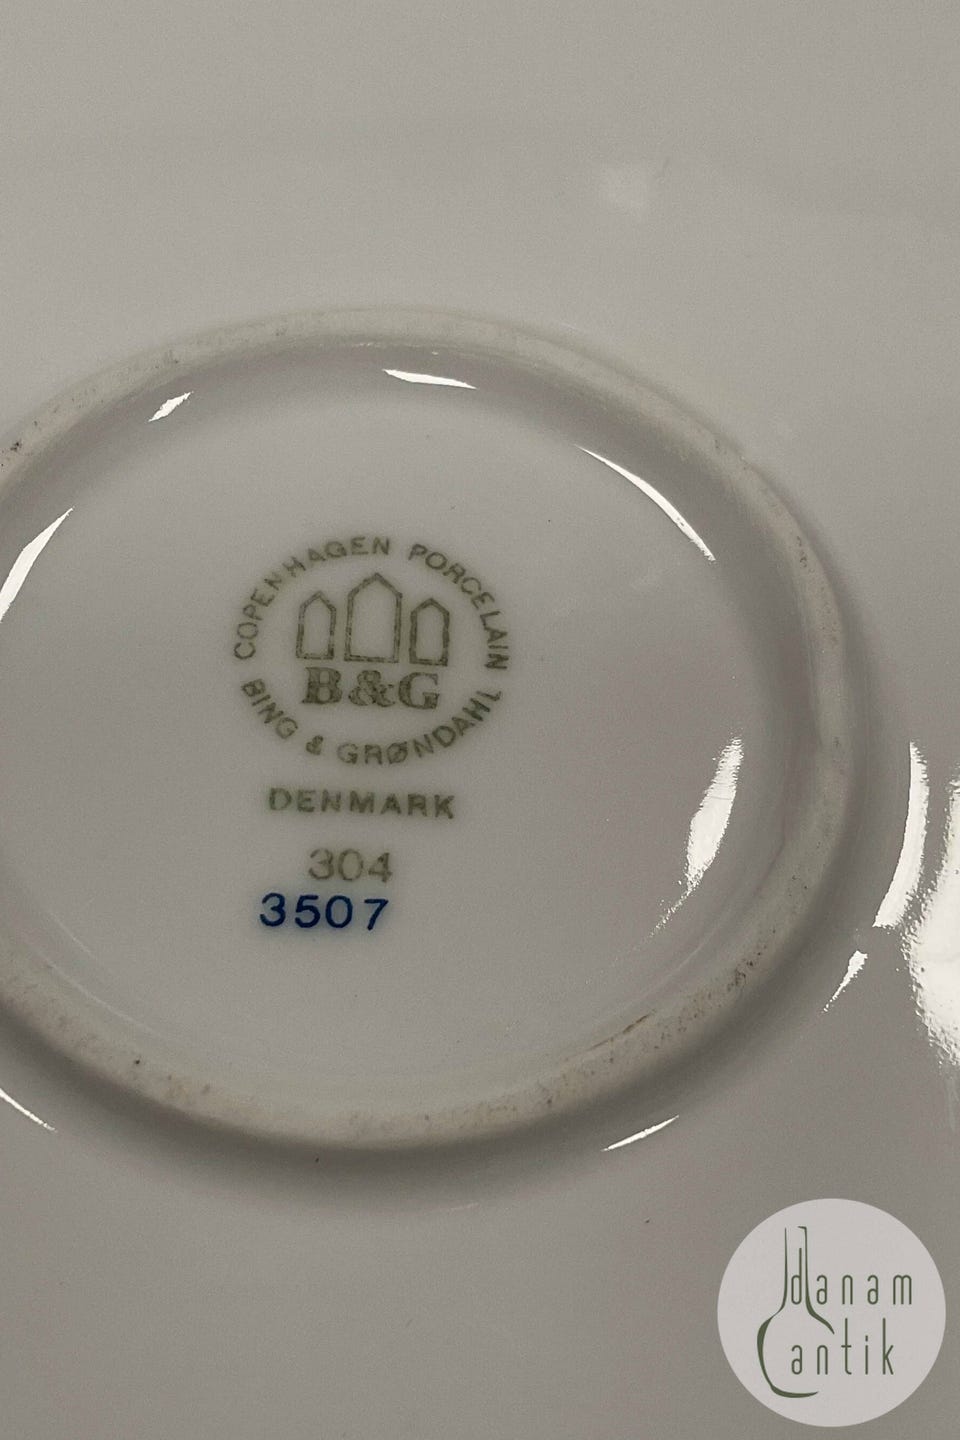 COPENHAGEN PORCELAIN
B&G
BING & GRØNDAHL
DENMARK
304
3507
danam
antik